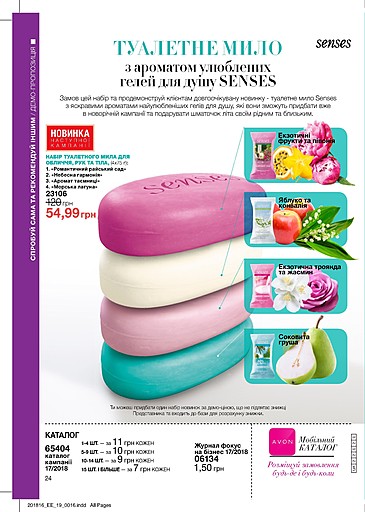 ТУАЛЕТНЕ МИЛО
з ароматом улюблених
гелей для душу SENSES
senses
Замов цей набір та продемонструй клієнтам довгоочікувану новинку - туалетне мило Senses
з яскравими ароматами найулюбленіших гелів для душу, які вони зможуть придбати вже
в новорічній кампанії та подарувати шматочок літа своїм рідним та близьким.
СПРОБУЙ САМА ТА РЕКОМЕНДУЙ ІНШИМ / ДЕМО-ПРОПОЗИЦІЯ
НОВИНКА
НАСТУПНОЇ
КАМПАНІЇ
НАБІР ТУАЛЕТНОГО МИЛА ДЛЯ
ОБЛИЧЧЯ, РУК ТА ТІЛА, (4х75 г):
1. «Романтичний райський сад»
2. «Небесна гармонія»
3. «Аромат таємниці»
4. «Морська лагуна»
23106
120 грн
54,99 грн
senses
Екзотичні
фрукти та півонія
Яблуко та
конвалія
Екзотична троянда
та жасмин
Соковита
груша
Ти можеш придбати один набір новинок за демо-ціною, що не підлягає знижці
Представника та входить до бази для розрахунку знижки.
КАТАЛОГ
65404
каталог
кампанії
17/2018
1-4 ШТ. — за 11 грн КОЖЕН
5-9 ШТ. — за 10 грн КОЖЕН
10-14 ШТ. — за 9 грн КОЖЕН
15 ШТ. І БІЛЬШЕ — за 7 грн КОЖЕН
Журнал фокус
на бізнес 17/2018
06134
1,50 грн
AVON
Мобільний
КАТАЛОГ
Розміщуй замовлення
будь-де і будь-коли
24
201816_EE_19_0016.indd All Pages